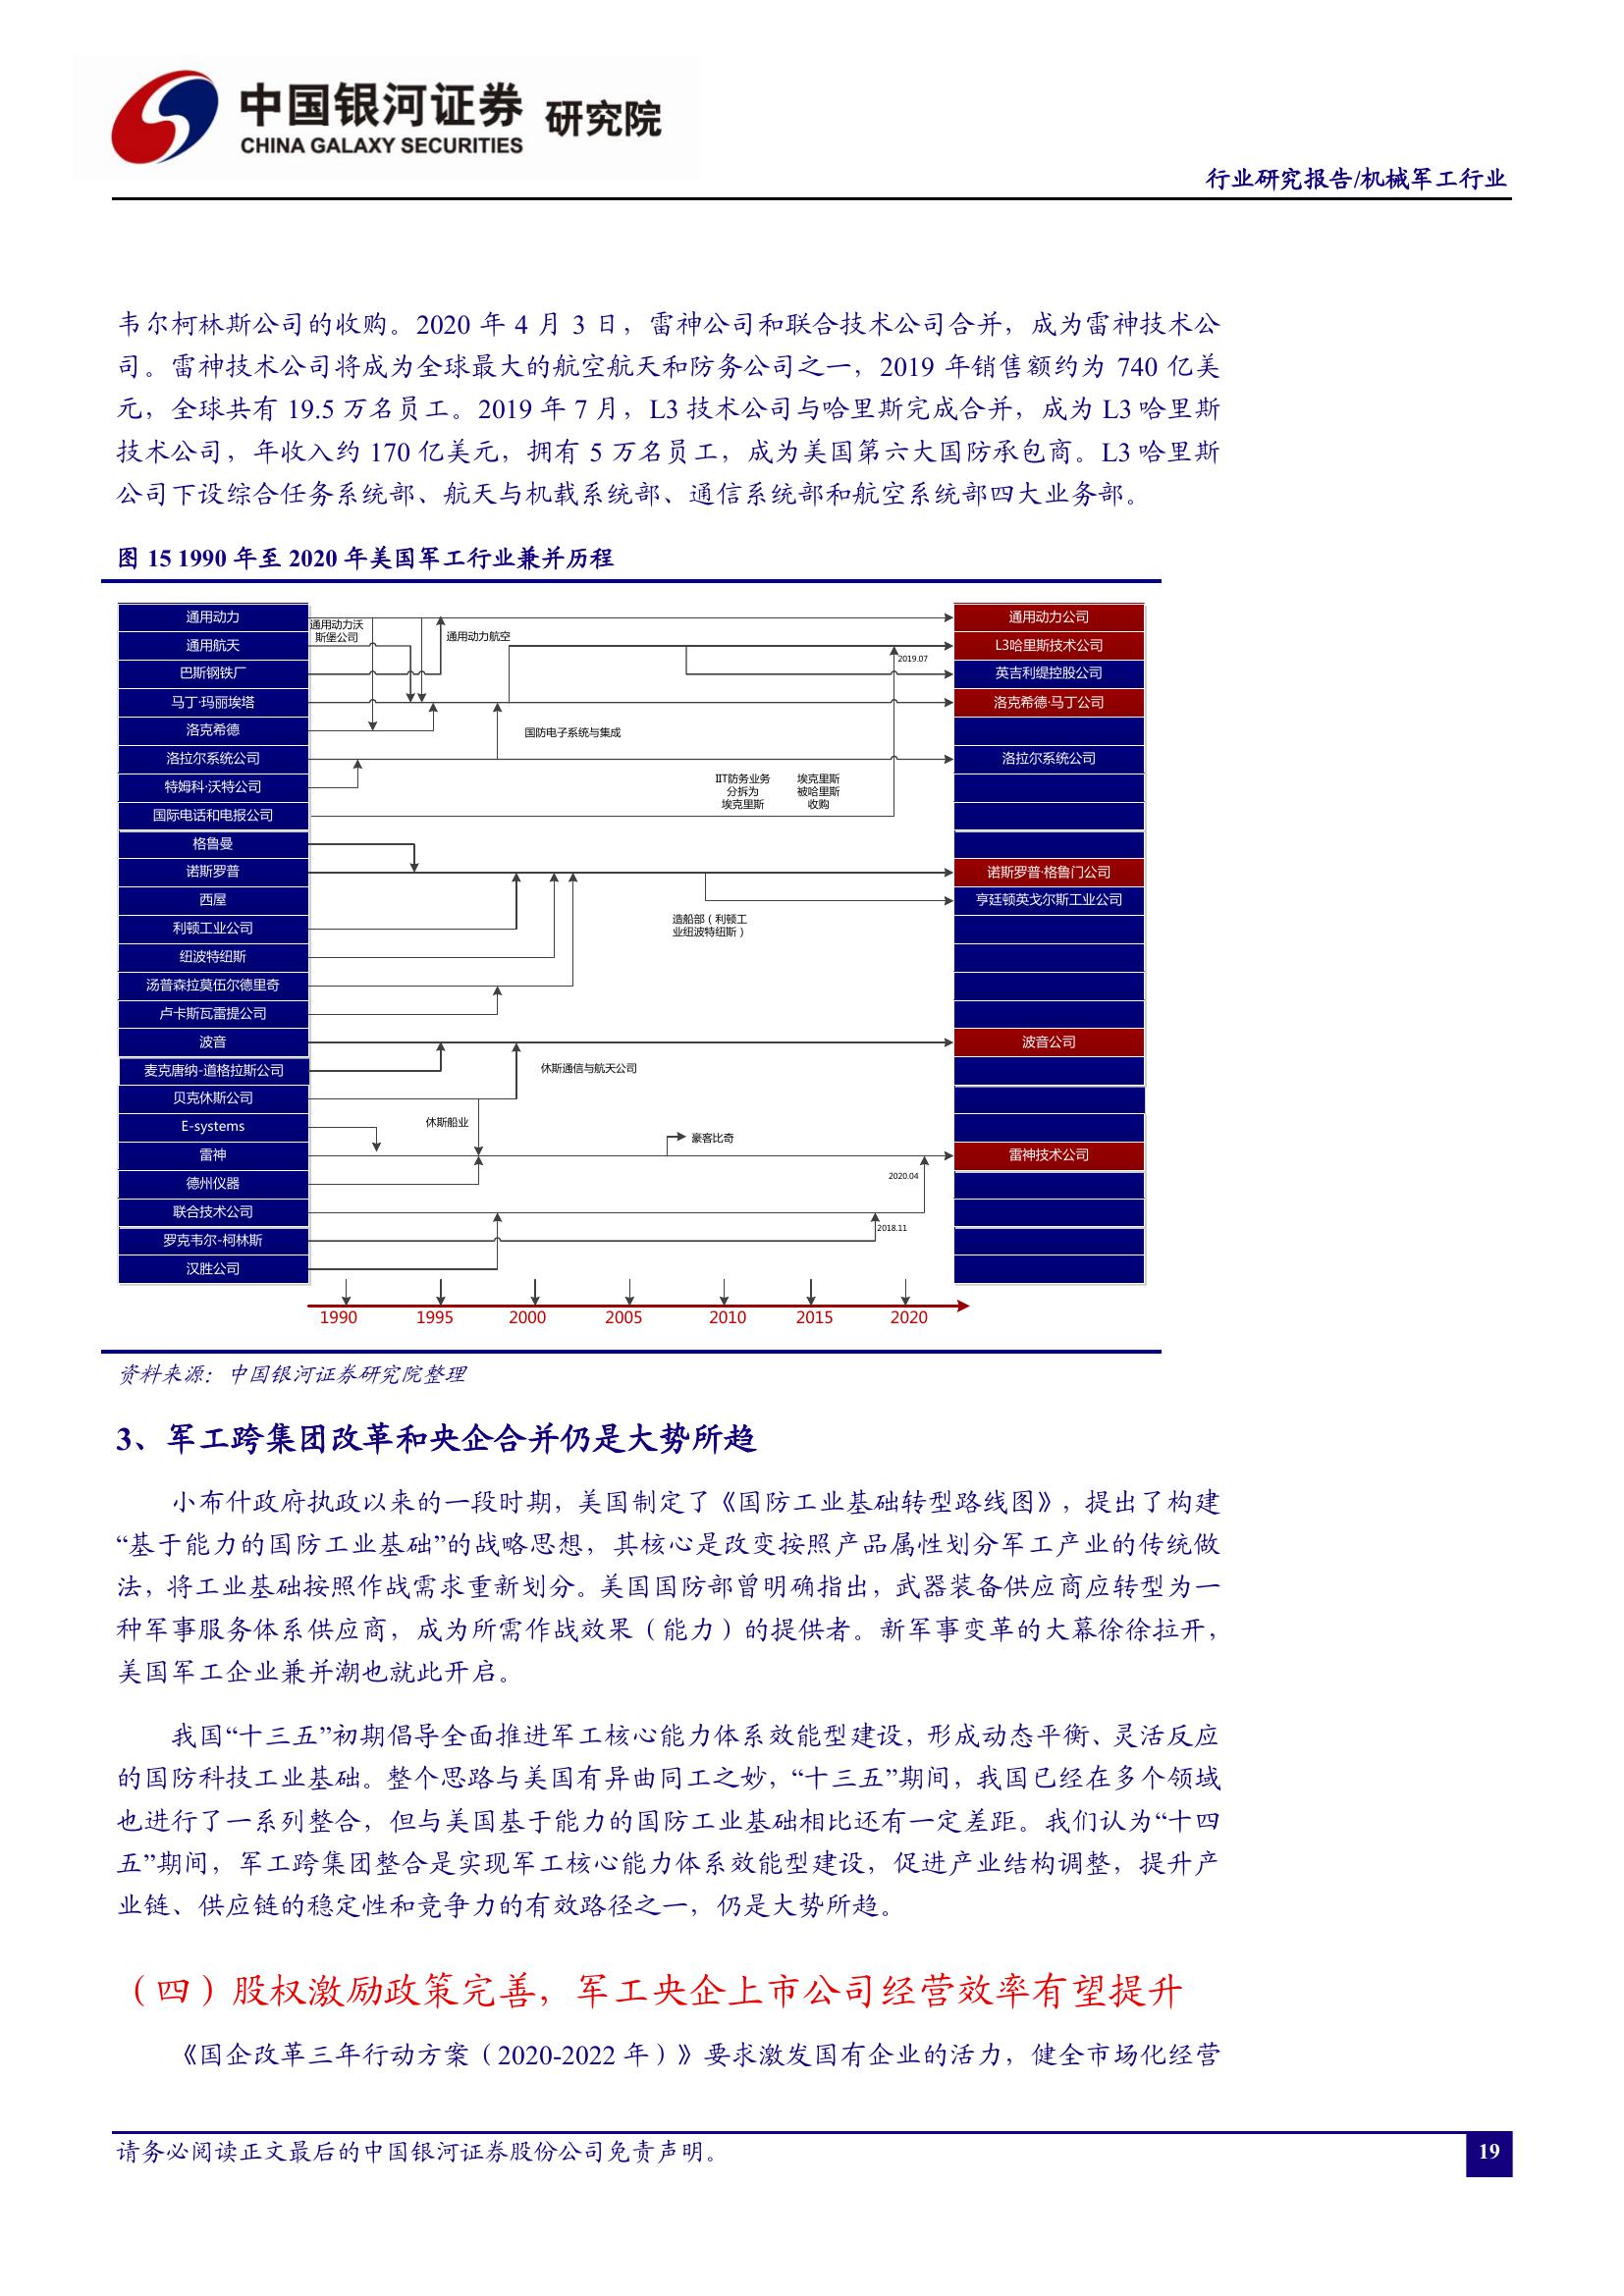 中国银河证券 研究院
CHINA GALAXY SECURITIES
行业研究报告/机械军工行业
韦尔柯林斯公司的收购。2020 年 4 月 3 日，雷神公司和联合技术公司合并，成为雷神技术公
司。雷神技术公司将成为全球最大的航空航天和防务公司之一，2019 年销售额约为 740 亿美
元，全球共有 19.5 万名员工。2019 年 7 月，L3 技术公司与哈里斯完成合并，成为 L3 哈里斯
技术公司，年收入约 170 亿美元，拥有 5 万名员工，成为美国第六大国防承包商。L3 哈里斯
公司下设综合任务系统部、航天与机载系统部、通信系统部和航空系统部四大业务部。
图 15 1990 年至 2020 年美国军工行业兼并历程
通用动力
通用航天
巴斯钢铁厂
马丁·玛丽埃塔
洛克希德
洛拉尔系统公司
特姆科·沃特公司
国际电话和电报公司
格鲁曼
诺斯罗普
西屋
利顿工业公司
纽波特纽斯
汤普森拉莫伍尔德里奇
卢卡斯瓦雷提公司
波音
麦克唐纳-道格拉斯公司
贝克休斯公司
E-systems
雷神
德州仪器
联合技术公司
罗克韦尔-柯林斯
汉胜公司
通用动力沃
斯堡公司
通用动力航空
2019.07
国防电子系统与集成
IIT防务业务
分拆为
埃克里斯
埃克里斯
被哈里斯
收购
造船部（利顿工
业纽波特纽斯）
休斯通信与航天公司
休斯船业
豪客比奇
2020.04
2018.11
通用动力公司
L3哈里斯技术公司
英吉利缇控股公司
洛克希德·马丁公司
洛拉尔系统公司
诺斯罗普·格鲁门公司
亨廷顿英戈尔斯工业公司
波音公司
雷神技术公司
1990 1995 2000 2005 2010 2015 2020
资料来源：中国银河证券研究院整理
3、军工跨集团改革和央企合并仍是大势所趋
小布什政府执政以来的一段时期，美国制定了《国防工业基础转型路线图》，提出了构建
“基于能力的国防工业基础”的战略思想，其核心是改变按照产品属性划分军工产业的传统做
法，将工业基础按照作战需求重新划分。美国国防部曾明确指出，武器装备供应商应转型为一
种军事服务体系供应商，成为所需作战效果（能力）的提供者。新军事变革的大幕徐徐拉开，
美国军工企业兼并潮也就此开启。
我国“十三五”初期倡导全面推进军工核心能力体系效能型建设，形成动态平衡、灵活反应
的国防科技工业基础。整个思路与美国有异曲同工之妙，“十三五”期间，我国已经在多个领域
也进行了一系列整合，但与美国基于能力的国防工业基础相比还有一定差距。我们认为“十四
五”期间，军工跨集团整合是实现军工核心能力体系效能型建设，促进产业结构调整，提升产
业链、供应链的稳定性和竞争力的有效路径之一，仍是大势所趋。
（四）股权激励政策完善，军工央企上市公司经营效率有望提升
《国企改革三年行动方案（2020-2022 年）》要求激发国有企业的活力，健全市场化经营
请务必阅读正文最后的中国银河证券股份公司免责声明。
19